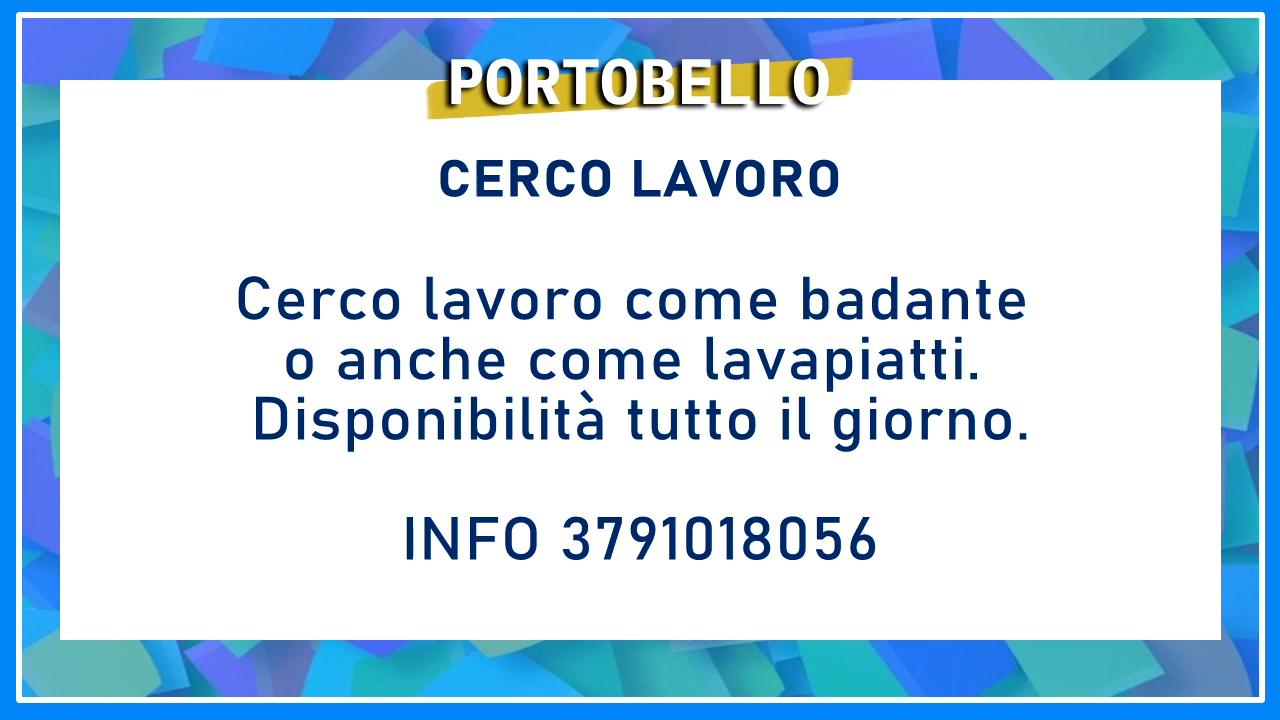 PORTOBELLO
CERCO LAVORO
Cerco lavoro come badante
o anche come lavapiatti.
Disponibilità tutto il giorno.
INFO 3791018056